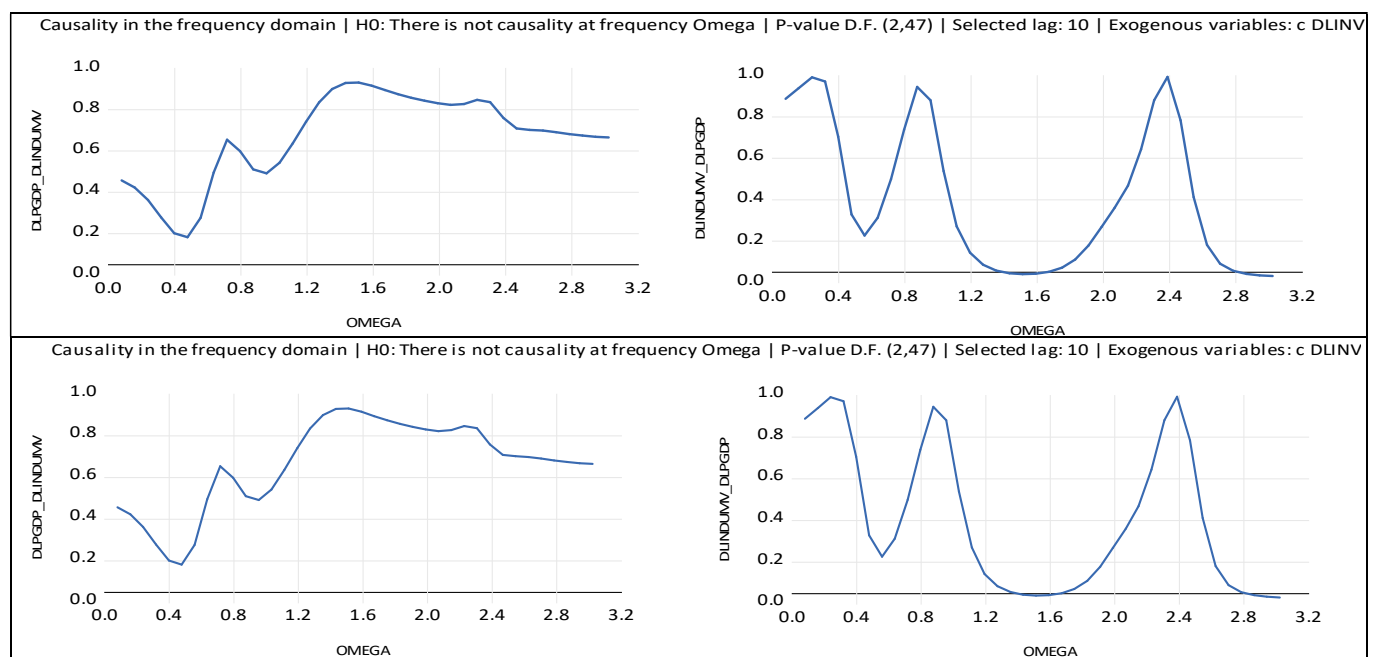 Causality in the frequency domain | H0: There is not causality at frequency Omega | P-value D.F. (2,47) | Selected lag: 10 | Exogenous variables: c DLINV
DLPGDP_DLINDUMV
1.0
0.8
0.6
0.4
0.2
0.0
0.0 0.4 0.8 1.2 1.6 2.0 2.4 2.8 3.2
OMEGA
DLINDUMV_DLPGDP
1.0
0.8
0.6
0.4
0.2
0.0
0.0 0.4 0.8 1.2 1.6 2.0 2.4 2.8 3.2
OMEGA
Causality in the frequency domain | H0: There is not causality at frequency Omega | P-value D.F. (2,47) | Selected lag: 10 | Exogenous variables: c DLINV
DLPGDP_DLINDUMV
1.0
0.8
0.6
0.4
0.2
0.0
0.0 0.4 0.8 1.2 1.6 2.0 2.4 2.8 3.2
OMEGA
DLINDUMV_DLPGDP
1.0
0.8
0.6
0.4
0.2
0.0
0.0 0.4 0.8 1.2 1.6 2.0 2.4 2.8 3.2
OMEGA